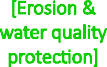 [Erosion &
water quality
protection]